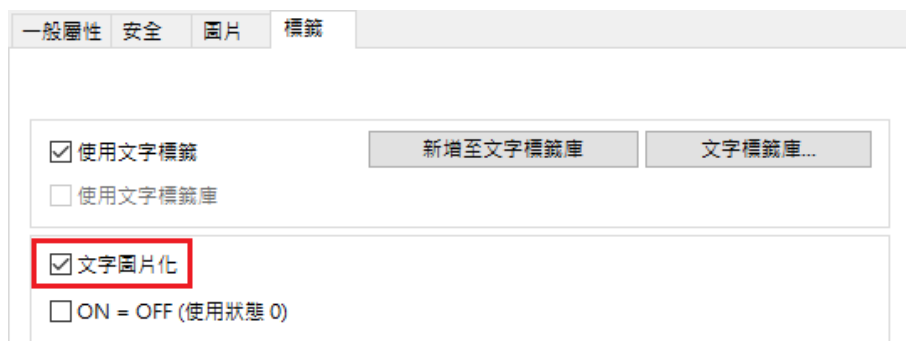 一般屬性 安全 圖片 標籤
使用文字標籤 新增至文字標籤庫 文字標籤庫...
使用文字標籤庫
文字圖片化
ON = OFF (使用狀態 0)